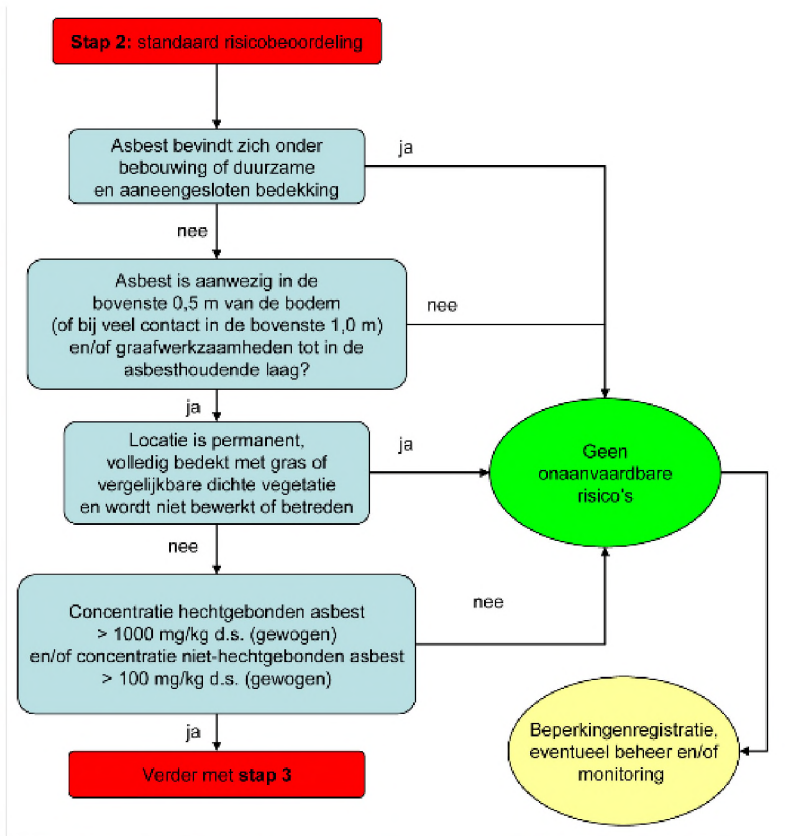 Stap 2: standaard risicobeoordeling
Asbest bevindt zich onder
bebouwing of duurzame
en aaneengesloten bedekking
ja
nee
Asbest is aanwezig in de
bovenste 0,5 m van de bodem
(of bij veel contact in de bovenste 1,0 m)
en/of graafwerkzaamheden tot in de
asbesthoudende laag?
nee
ja
Locatie is permanent,
volledig bedekt met gras of
vergelijkbare dichte vegetatie
en wordt niet bewerkt of betreden
ja
Geen
onaanvaardbare
risico's
nee
Concentratie hechtgebonden asbest
> 1000 mg/kg d.s. (gewogen)
en/of concentratie niet-hechtgebonden asbest
> 100 mg/kg d.s. (gewogen)
nee
ja
Verder met stap 3
Beperkingenregistratie,
eventueel beheer en/of
monitoring